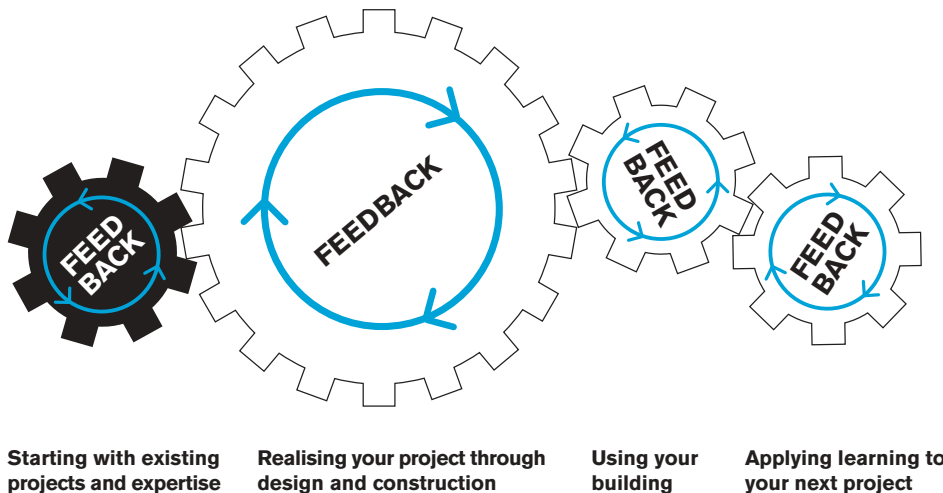 FEED
BACK
FEEDBACK
FEED
BACK
FEED
BACK
Starting with existing
projects and expertise
Realising your project through
design and construction
Using your
building
Applying learning to
your next project